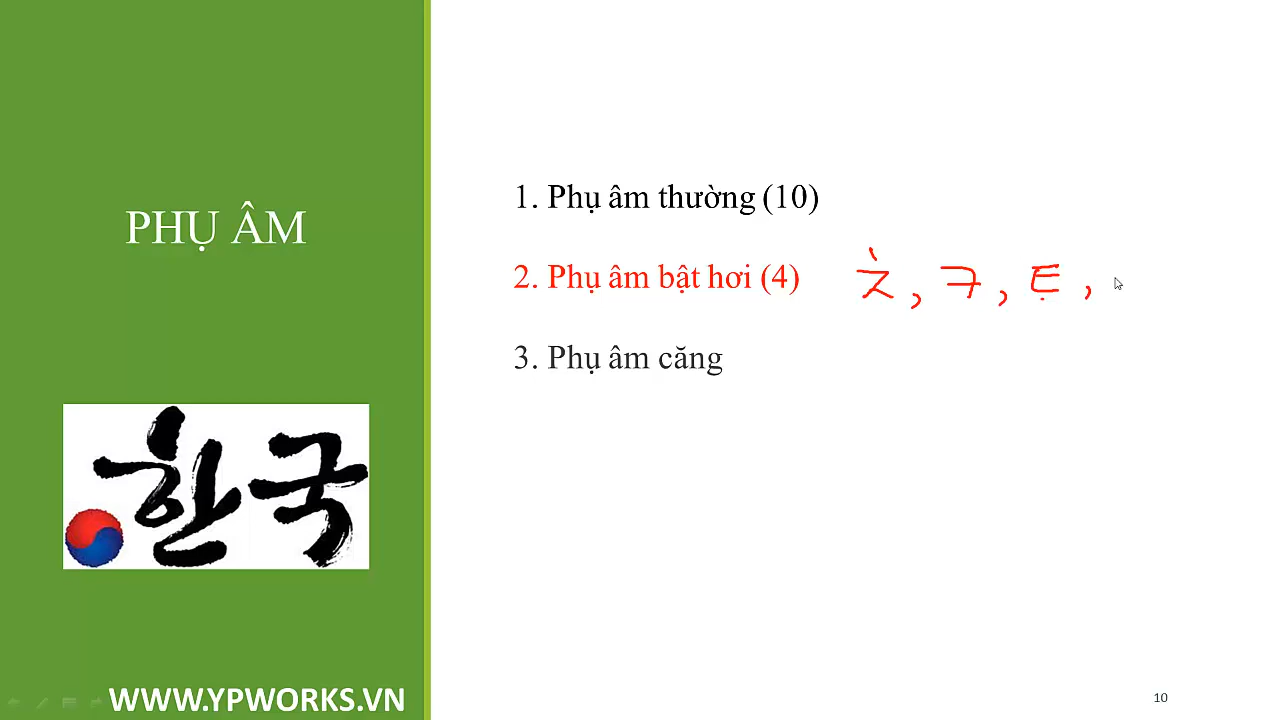 PHỤ ÂM
한국
WWW.YPWORKS.VN
1. Phụ âm thường (10)
2. Phụ âm bật hơi (4) ㅊ, ㅋ, ㅌ,
3. Phụ âm căng
10